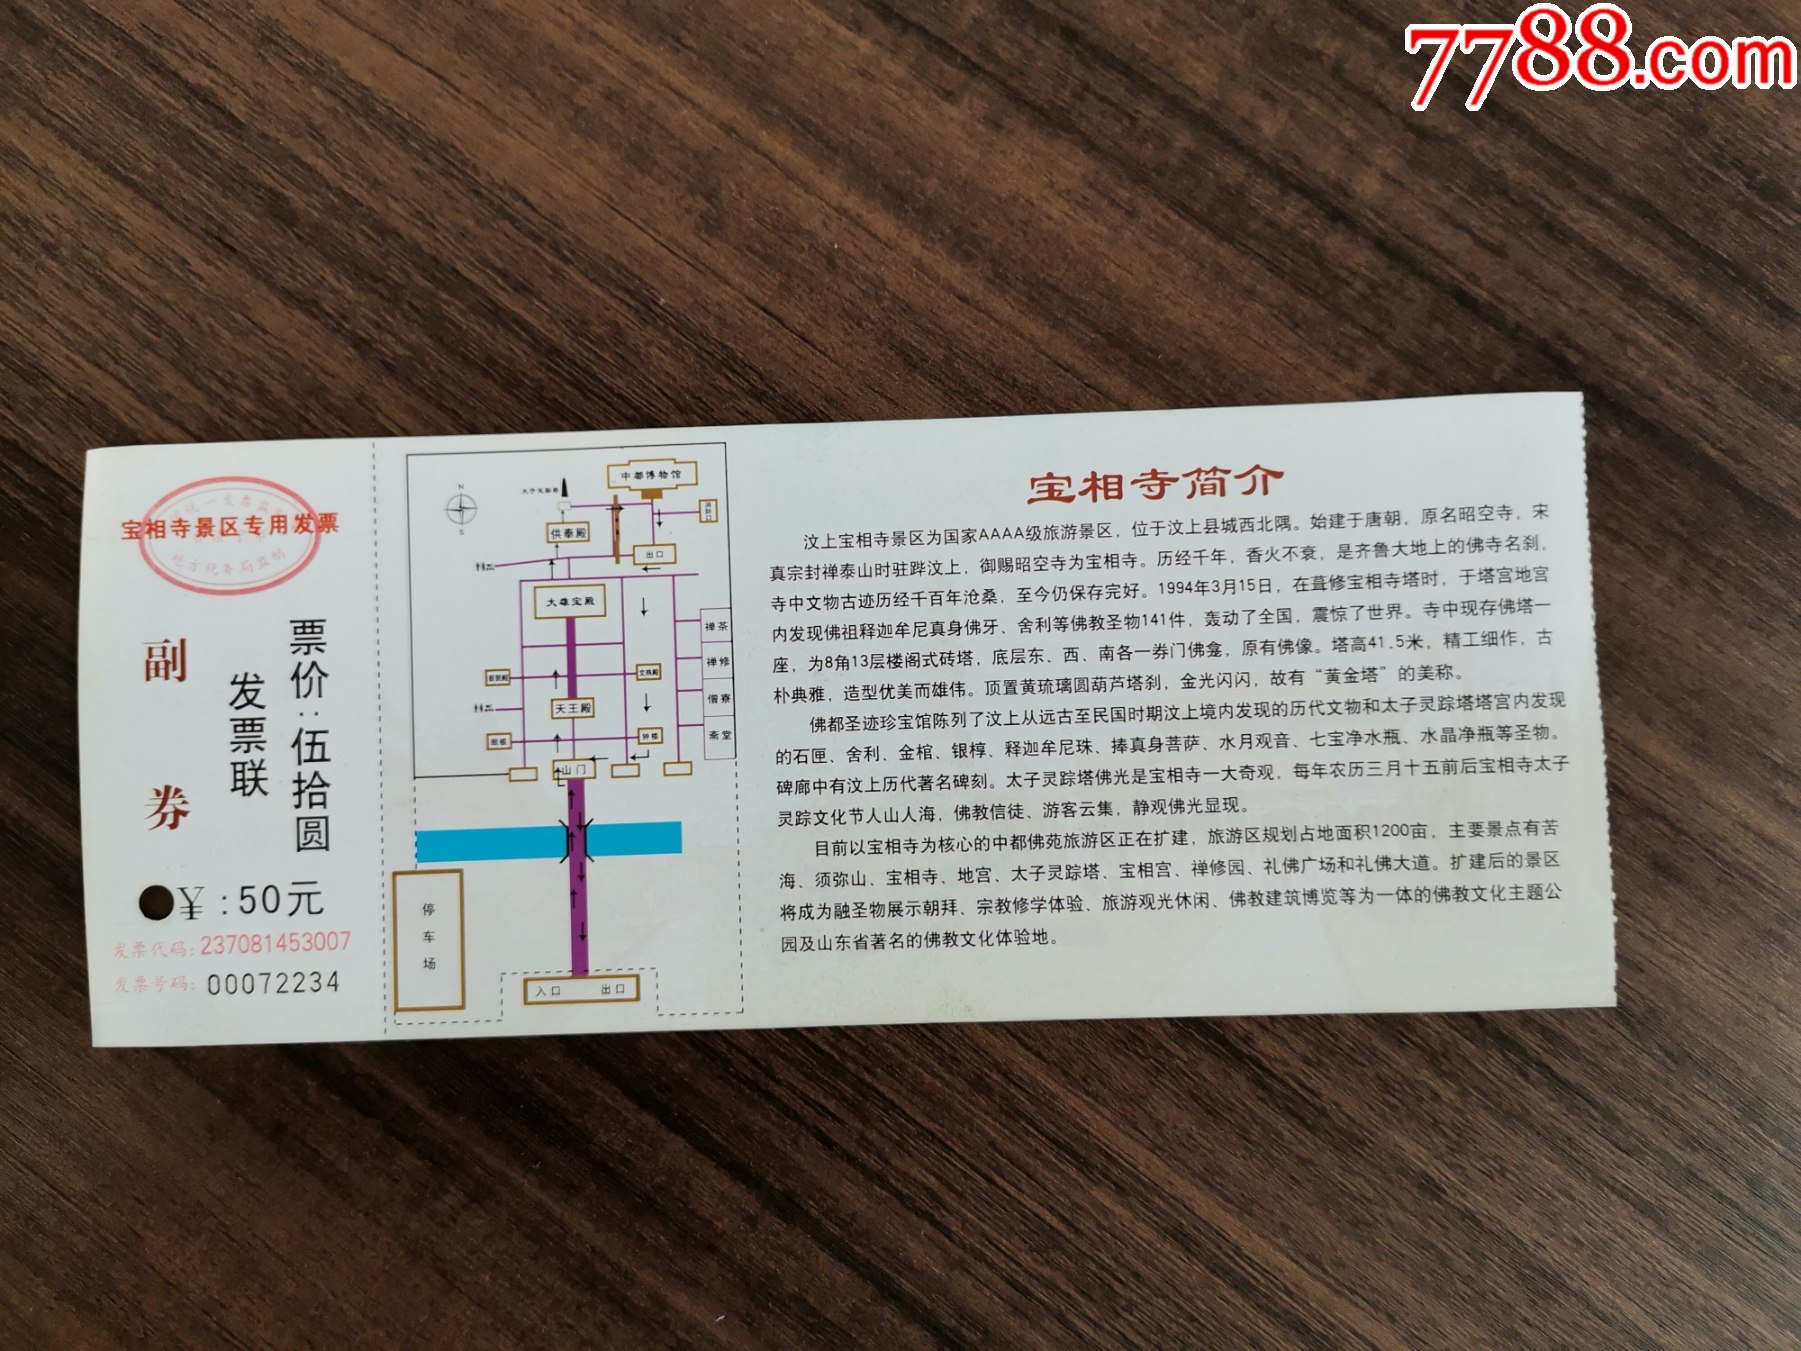 7788.com
宝相寺景区专用发票
地方税务局监制
副券
发票联
票价:伍拾圆
¥:50元
发票代码:237081453007
发票号码:00072234
N
S
中都博物馆
供奉殿
出口
大雄宝殿
禅茶
禅修
僧寮
斋堂
普贤殿
文殊殿
天王殿
鼓楼
钟楼
山门
停车场
入口 出口
宝相寺简介
汶上宝相寺景区为国家AAAA级旅游景区，位于汶上县城西北隅。始建于唐朝，原名昭空寺，宋
真宗封禅泰山时驻跸汶上，御赐昭空寺为宝相寺。历经千年，香火不衰，是齐鲁大地上的佛寺名刹，
寺中文物古迹历经千百年沧桑，至今仍保存完好。1994年3月15日，在葺修宝相寺塔时，于塔宫地宫
内发现佛祖释迦牟尼真身佛牙、舍利等佛教圣物141件，轰动了全国，震惊了世界。寺中现存佛塔一
座，为8角13层楼阁式砖塔，底层东、西、南各一券门佛龛，原有佛像。塔高41.5米，精工细作，古
朴典雅，造型优美而雄伟。顶置黄琉璃圆葫芦塔刹，金光闪闪，故有“黄金塔”的美称。
佛都圣迹珍宝馆陈列了汶上从远古至民国时期汶上境内发现的历代文物和太子灵踪塔塔宫内发现
的石匣、舍利、金棺、银椁、释迦牟尼珠、捧真身菩萨、水月观音、七宝净水瓶、水晶净瓶等圣物。
碑廊中有汶上历代著名碑刻。太子灵踪塔佛光是宝相寺一大奇观，每年农历三月十五前后宝相寺太子
灵踪文化节人山人海，佛教信徒、游客云集，静观佛光显现。
目前以宝相寺为核心的中都佛苑旅游区正在扩建，旅游区规划占地面积1200亩，主要景点有苦
海、须弥山、宝相寺、地宫、太子灵踪塔、宝相宫、禅修园、礼佛广场和礼佛大道。扩建后的景区
将成为融圣物展示朝拜、宗教修学体验、旅游观光休闲、佛教建筑博览等为一体的佛教文化主题公
园及山东省著名的佛教文化体验地。